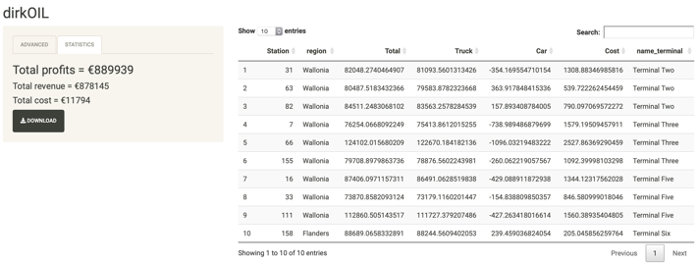 dirkOIL
ADVANCED STATISTICS
Total profits = €889939
Total revenue = €878145
Total cost = €11794
DOWNLOAD
Show 10 entries Search:
Station region Total Truck Car Cost name_terminal
1 31 Wallonia 82048.2740464907 81093.5601313426 -354.169554710154 1308.88346985816 Terminal Two
2 63 Wallonia 80487.5183432366 79583.8782323668 363.917848415336 539.722262454409 Terminal Two
3 82 Wallonia 84511.2483068102 83563.2578284539 157.893408784005 790.097069572272 Terminal Two
4 7 Wallonia 76254.0669092249 75413.8612015255 -738.989486879699 1579.19509457911 Terminal Three
5 66 Wallonia 124102.015680209 122670.184182136 -1096.03219483222 2527.86369290459 Terminal Three
6 155 Wallonia 79708.8979863736 78876.5602243981 -260.062219057567 1092.39998103298 Terminal Three
7 16 Wallonia 87406.0971157311 86491.0628519838 -429.088911872938 1344.12317562028 Terminal Five
8 33 Wallonia 73870.8582093124 73179.1160201447 -154.838809850357 846.580999018046 Terminal Five
9 111 Wallonia 112860.505143517 111727.379207486 -427.263418016614 1560.38935404805 Terminal Five
10 158 Flanders 88689.0658332891 88244.5609402053 239.459036824054 205.045856259764 Terminal Six
Showing 1 to 10 of 10 entries Previous 1 Next